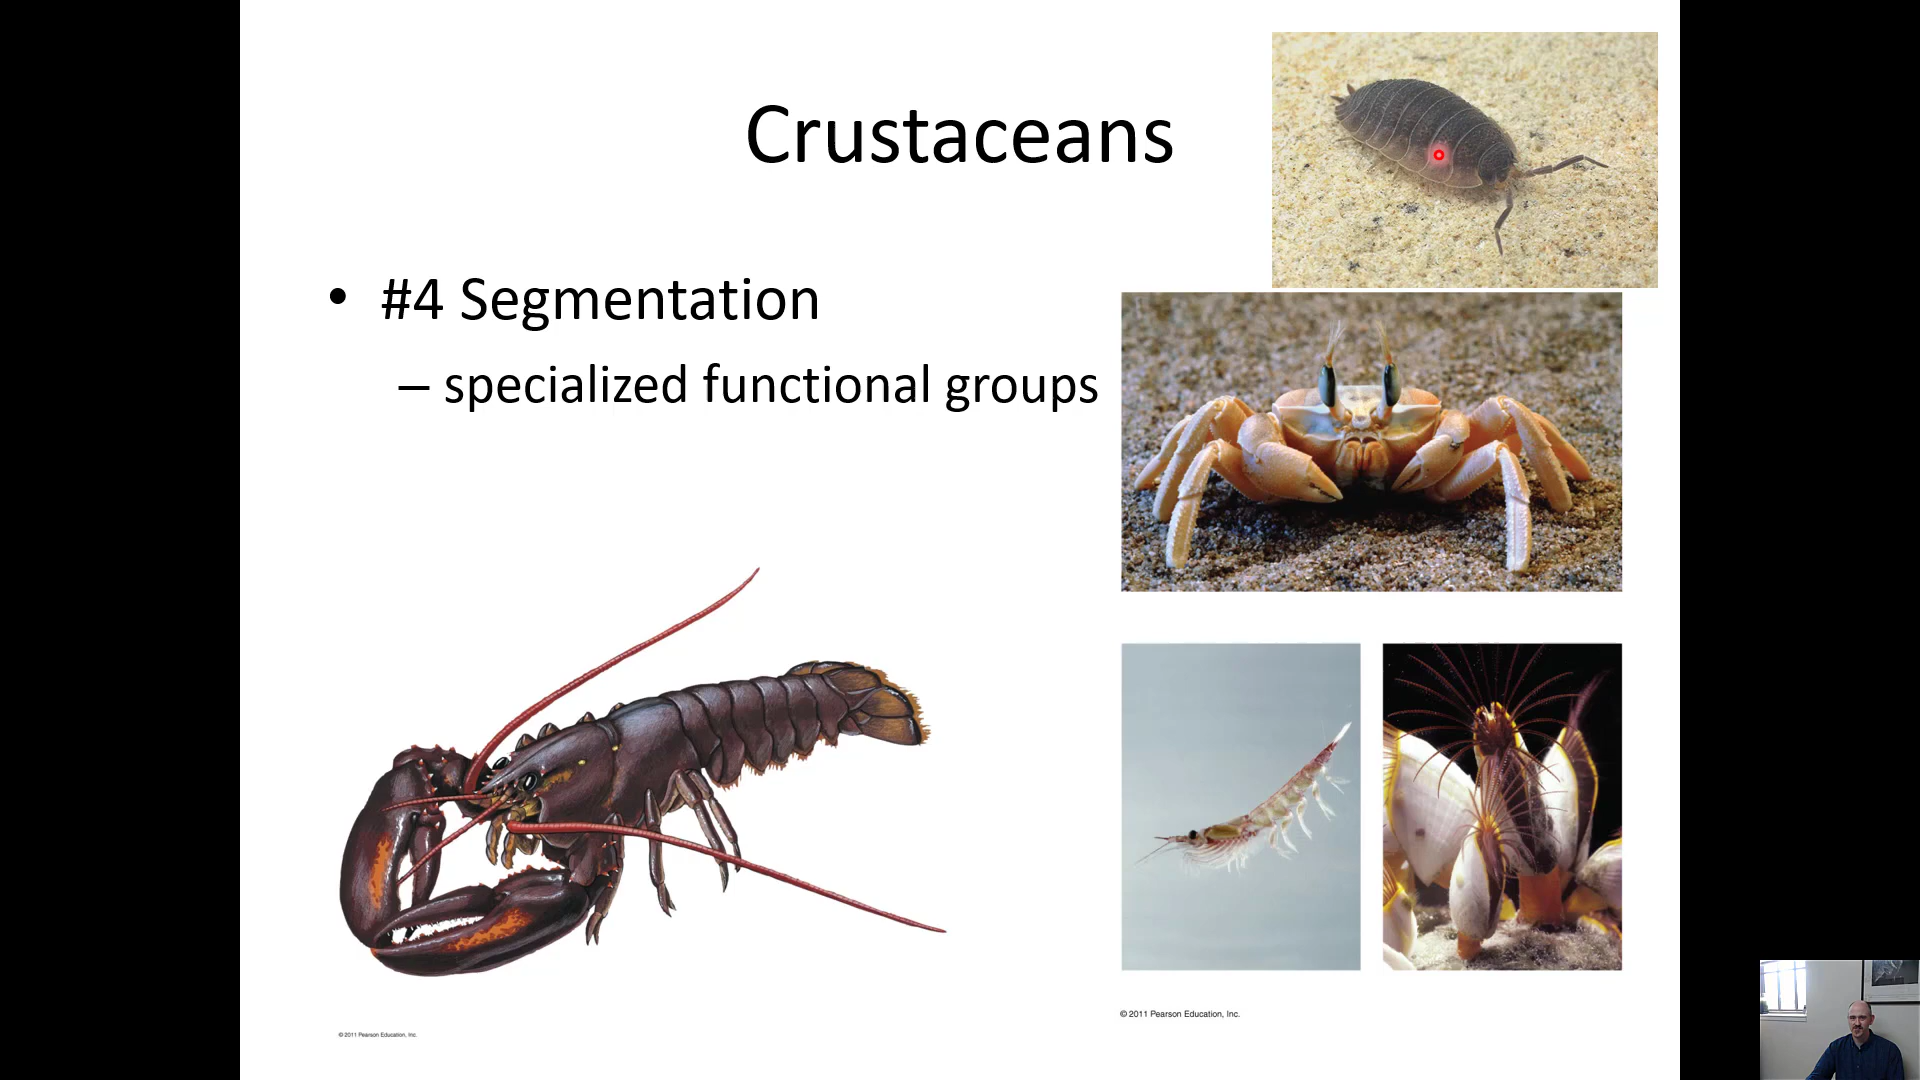 Crustaceans
• #4 Segmentation
– specialized functional groups
© 2011 Pearson Education, Inc.
© 2011 Pearson Education, Inc.